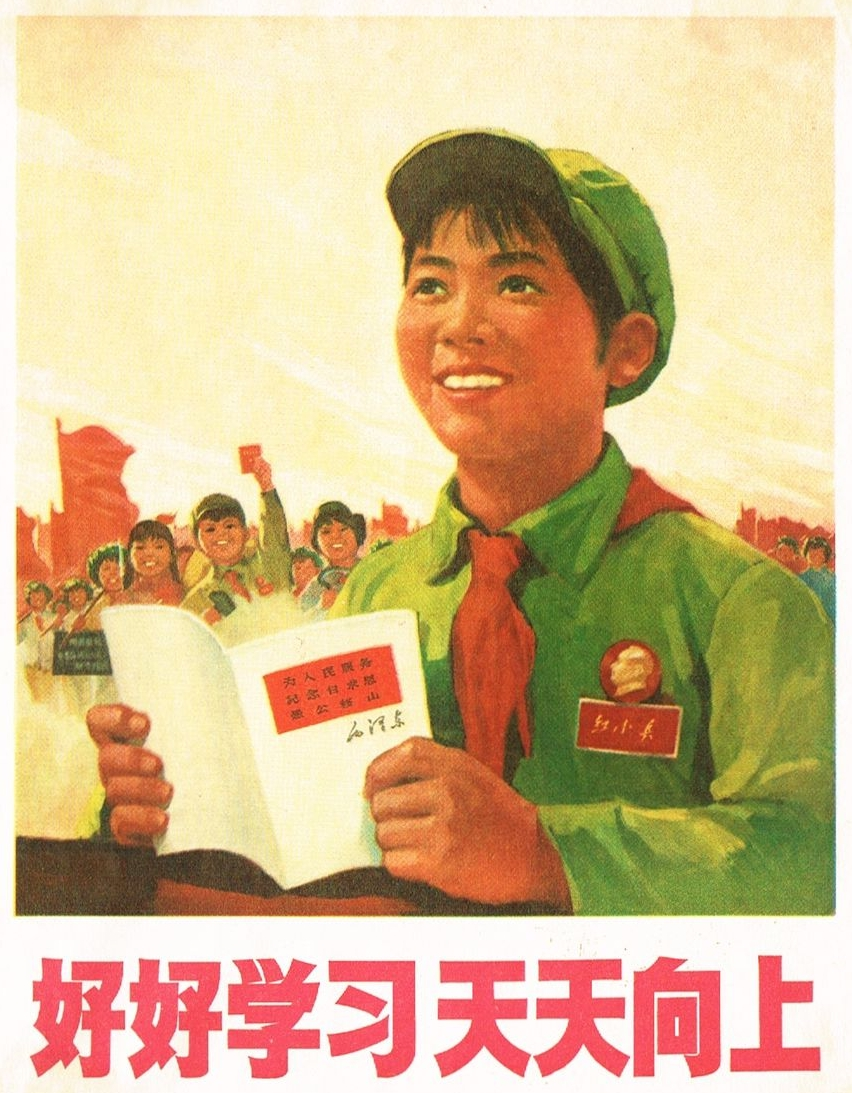 为人民服务
纪念白求恩
愚公移山
毛泽东
红小兵
好好学习 天天向上